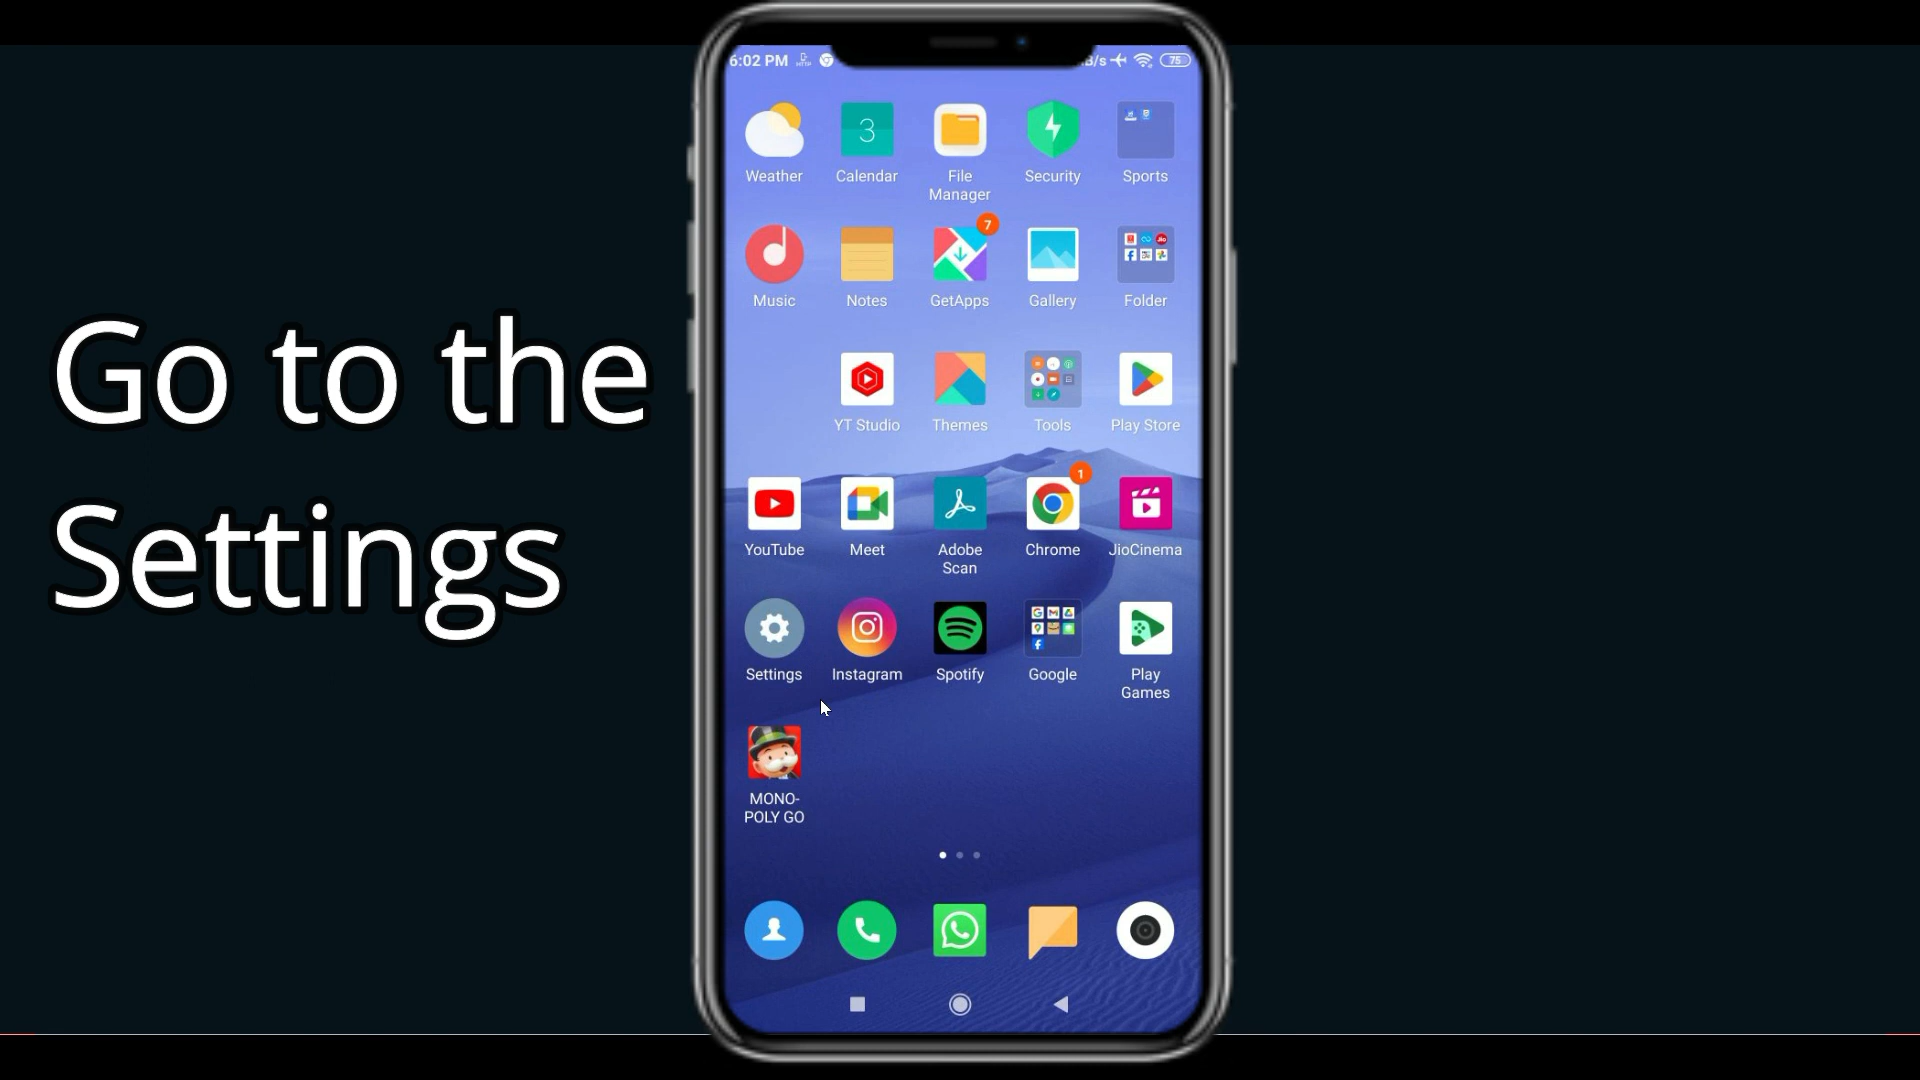 6:02 PM
B/s
75
3
Weather
Calendar
File
Manager
Security
Sports
7
Music
Notes
GetApps
Gallery
Folder
YT Studio
Themes
Tools
Play Store
1
YouTube
Meet
Adobe
Scan
Chrome
JioCinema
Settings
Instagram
Spotify
Google
Play
Games
MONO-
POLY GO
Go to the
Settings